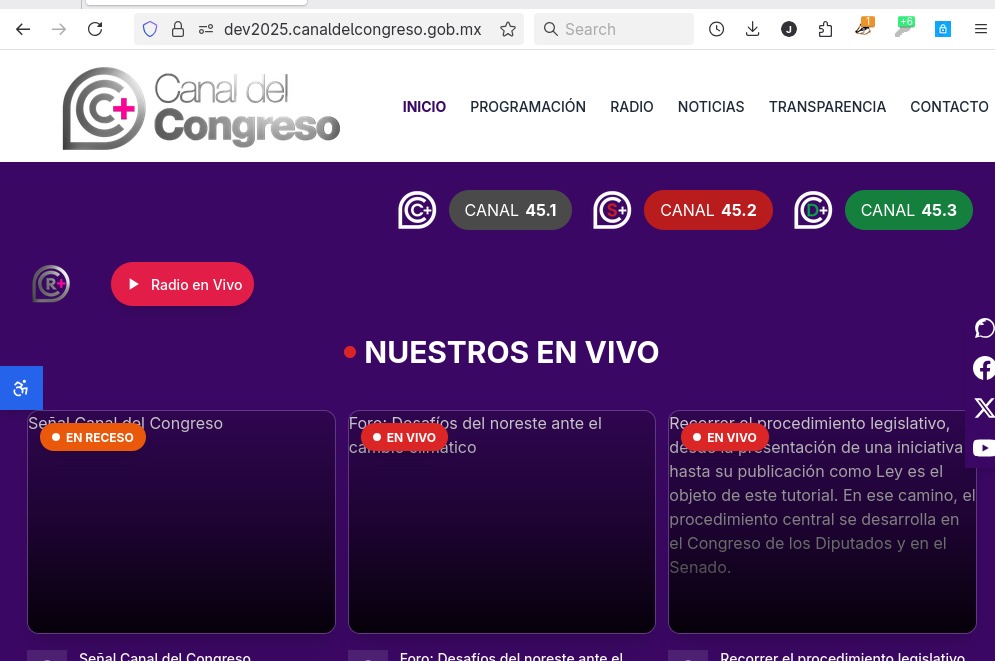 dev2025.canaldelcongreso.gob.mx
Search
J
1
+6
Canal del
Congreso
INICIO
PROGRAMACIÓN
RADIO
NOTICIAS
TRANSPARENCIA
CONTACTO
C+
CANAL 45.1
S+
CANAL 45.2
D+
CANAL 45.3
R+
Radio en Vivo
NUESTROS EN VIVO
Señal Canal del Congreso
EN RECESO
Foro: Desafíos del noreste ante el
EN VIVO
cambio climático
Recorrer el procedimiento legislativo,
EN VIVO
desde la presentación de una iniciativa
hasta su publicación como Ley es el
objeto de este tutorial. En ese camino, el
procedimiento central se desarrolla en
el Congreso de los Diputados y en el
Senado.
Señal Canal del Congreso
Foro: Desafíos del noreste ante el
Recorrer el procedimiento legislativo,